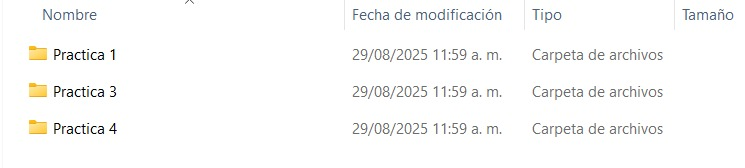 Nombre Fecha de modificación Tipo Tamaño
Practica 1 29/08/2025 11:59 a. m. Carpeta de archivos
Practica 3 29/08/2025 11:59 a. m. Carpeta de archivos
Practica 4 29/08/2025 11:59 a. m. Carpeta de archivos